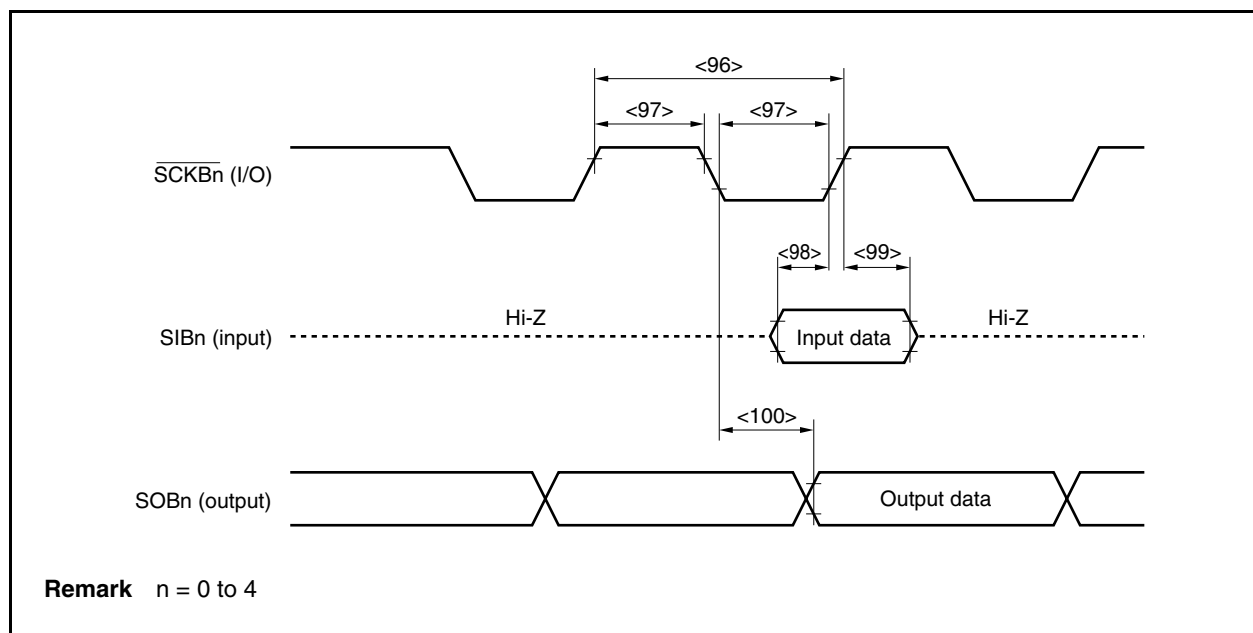 <96>
<97> <97>
SCKBn (I/O)
<98> <99>
Hi-Z Hi-Z
SIBn (input) Input data
<100>
SOBn (output) Output data
Remark n = 0 to 4